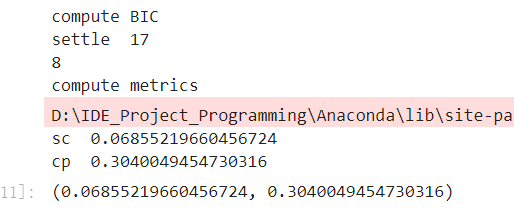 compute BIC
settle  17
8
compute metrics
D:\IDE_Project_Programming\Anaconda\lib\site-pa
sc  0.06855219660456724
cp  0.3040049454730316
11]: (0.06855219660456724, 0.3040049454730316)